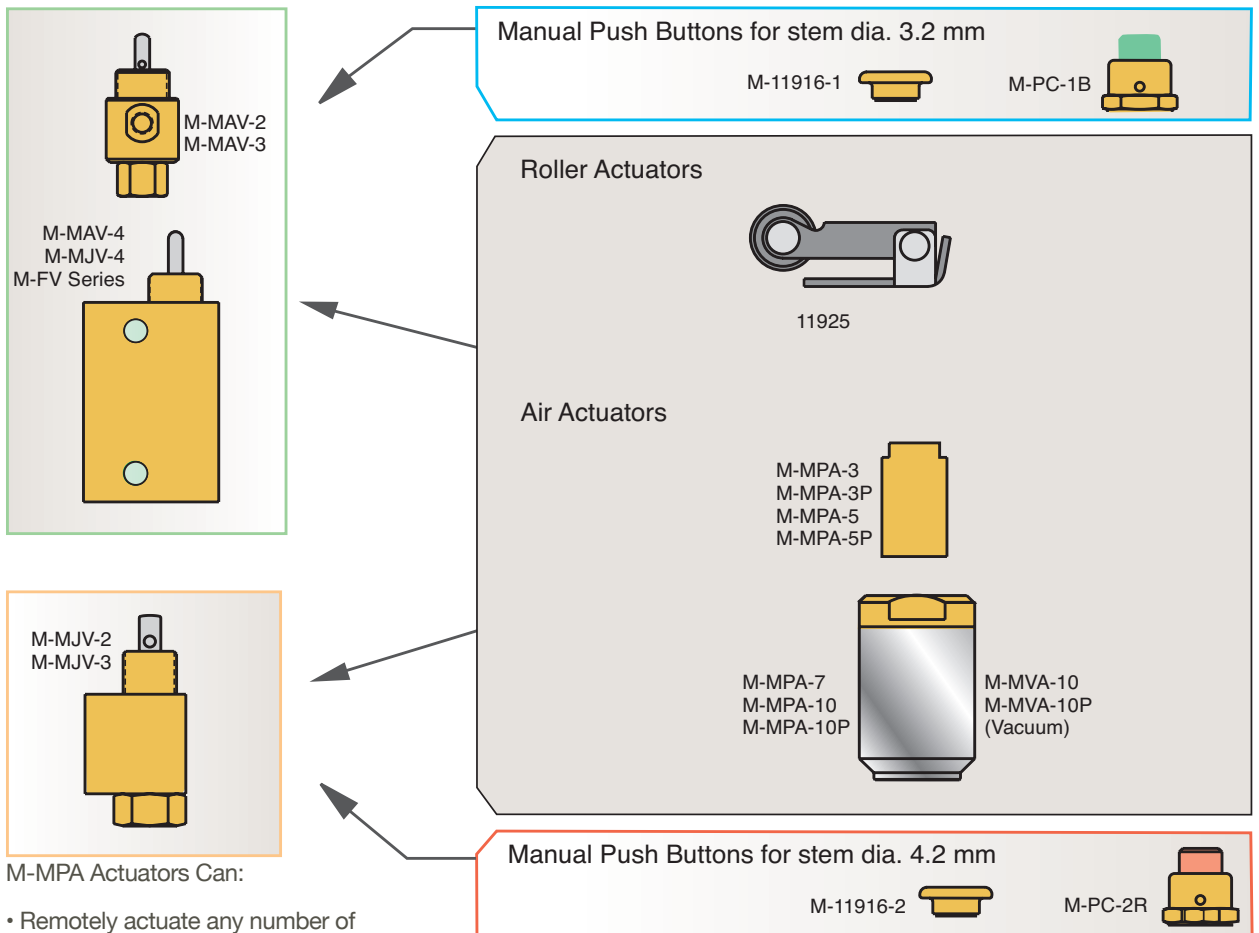 Manual Push Buttons for stem dia. 3.2 mm
M-11916-1
M-PC-1B
M-MAV-2
M-MAV-3
M-MAV-4
M-MJV-4
M-FV Series
Roller Actuators
11925
Air Actuators
M-MPA-3
M-MPA-3P
M-MPA-5
M-MPA-5P
M-MPA-7
M-MPA-10
M-MPA-10P
M-MVA-10
M-MVA-10P
(Vacuum)
M-MJV-2
M-MJV-3
Manual Push Buttons for stem dia. 4.2 mm
M-11916-2
M-PC-2R
M-MPA Actuators Can:
• Remotely actuate any number of